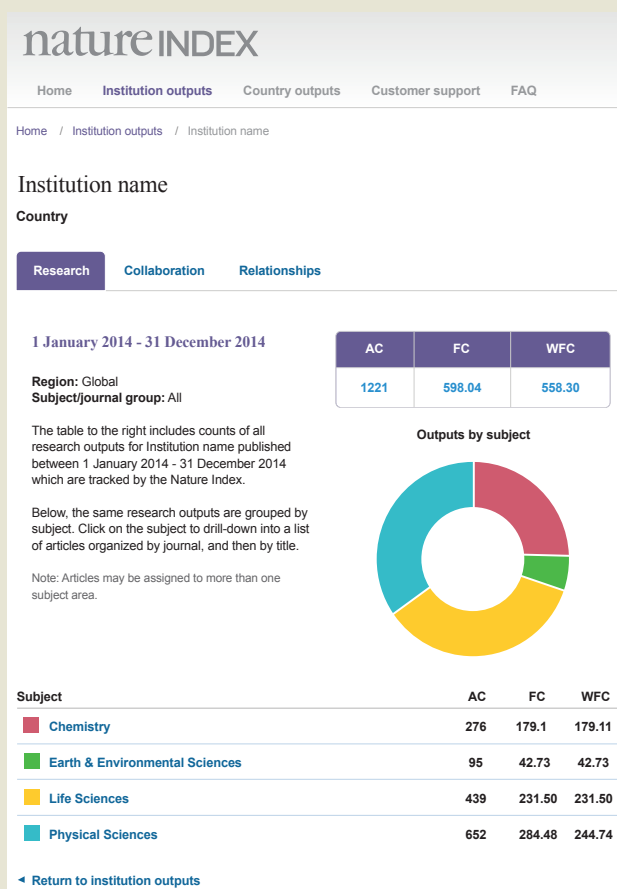 nature INDEX
Home Institution outputs Country outputs Customer support FAQ
Home / Institution outputs / Institution name
Institution name
Country
Research Collaboration Relationships
1 January 2014 - 31 December 2014
Region: Global
Subject/journal group: All
The table to the right includes counts of all
research outputs for Institution name published
between 1 January 2014 - 31 December 2014
which are tracked by the Nature Index.
Below, the same research outputs are grouped by
subject. Click on the subject to drill-down into a list
of articles organized by journal, and then by title.
Note: Articles may be assigned to more than one
subject area.
AC FC WFC
1221 598.04 558.30
Outputs by subject
Subject AC FC WFC
Chemistry 276 179.1 179.11
Earth & Environmental Sciences 95 42.73 42.73
Life Sciences 439 231.50 231.50
Physical Sciences 652 284.48 244.74
Return to institution outputs